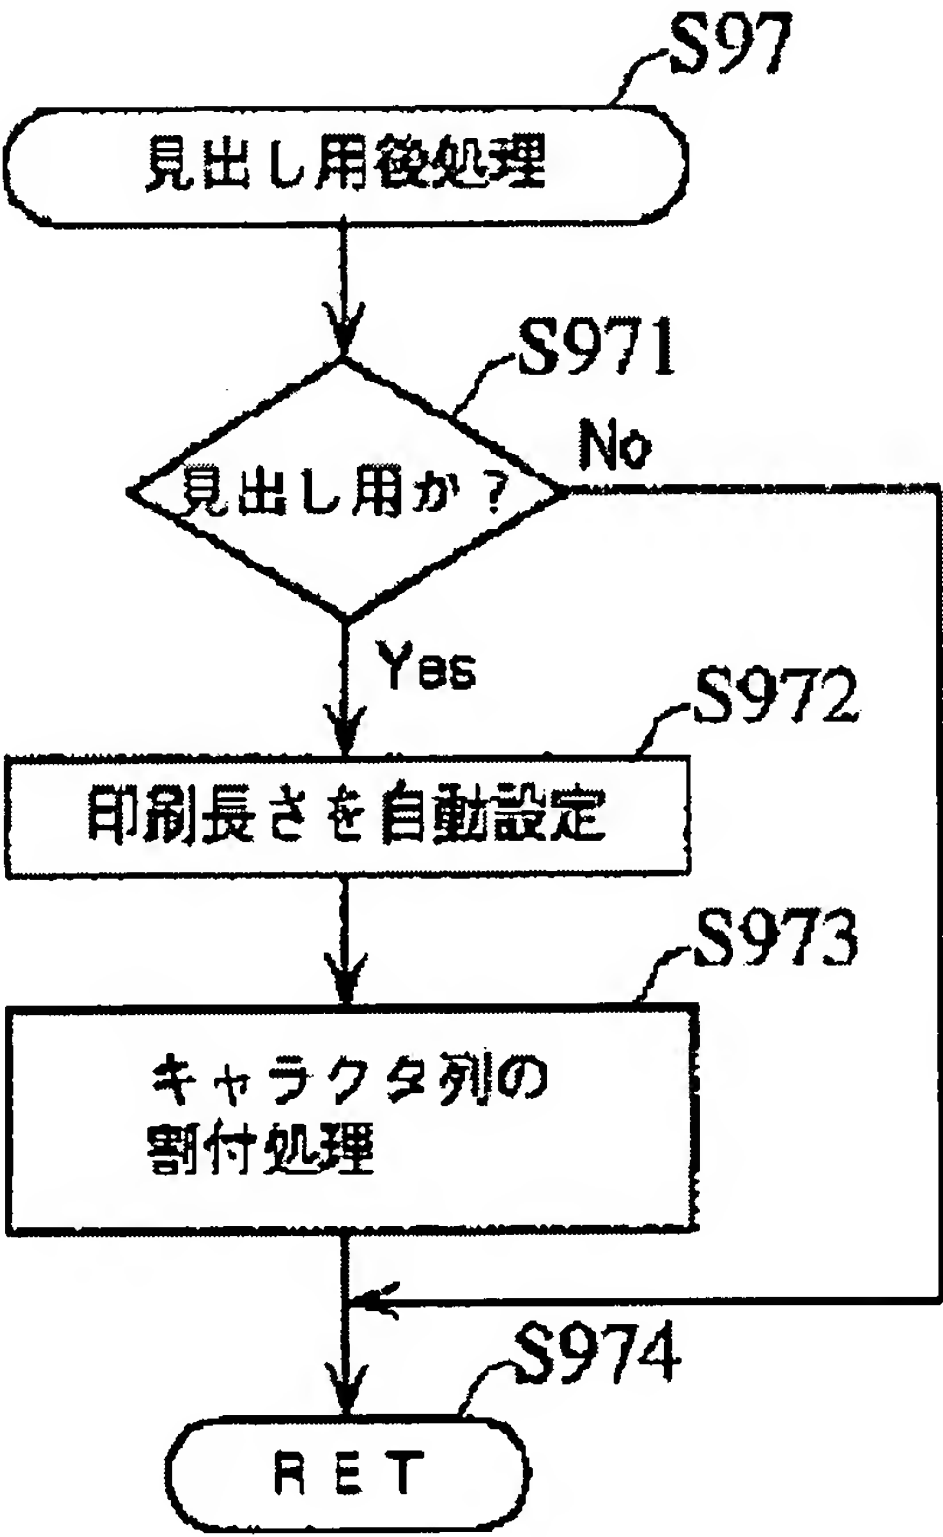 S97
見出し用後処理
S971
見出し用か？
No
Yes
S972
印刷長さを自動設定
S973
キャラクタ列の
割付処理
S974
RET